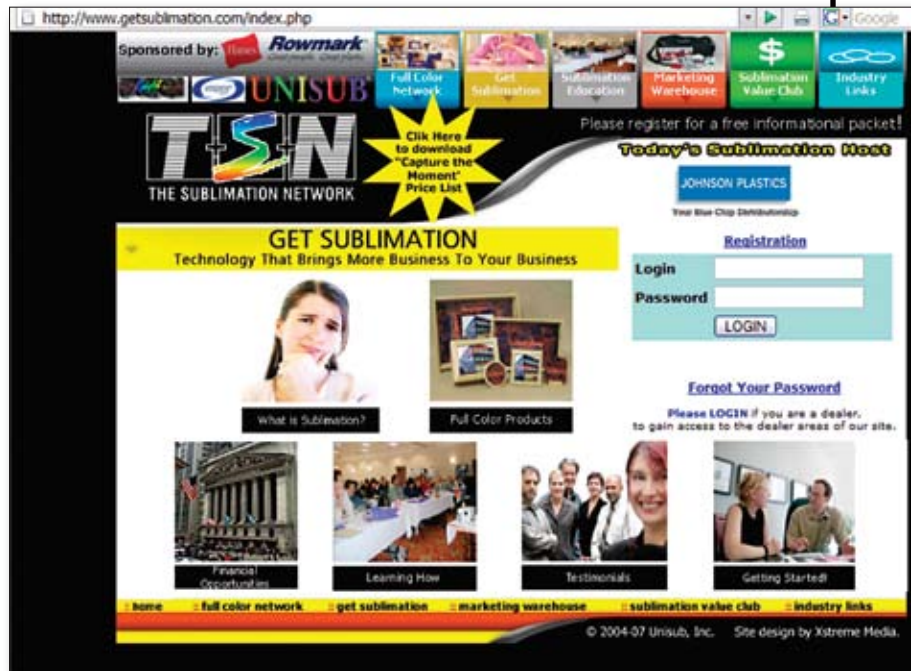 http://www.getsublimation.com/index.php
Google
Sponsored by:
Hanes
Rowmark
UNISUB
Full Color
Network
Get
Sublimation
Sublimation
Education
Marketing
Warehouse
$
Sublimation
Value Club
Industry
Links
Please register for a free informational packet!
T-S-N
THE SUBLIMATION NETWORK
Clik Here
to download
"Capture the
Moment"
Price List
Today's Sublimation Host
JOHNSON PLASTICS
Your Blue Chip Distributorship
GET SUBLIMATION
Technology That Brings More Business To Your Business
Registration
Login
Password
LOGIN
Forgot Your Password
Please LOGIN if you are a dealer.
to gain access to the dealer areas of our site.
What is Sublimation?
Full Color Products
Financial
Opportunities
Learning How
Testimonials
Getting Started!
:: home :: full color network :: get sublimation :: marketing warehouse :: sublimation value club :: industry links
© 2004-07 Unisub, Inc. Site design by Xstreme Media.